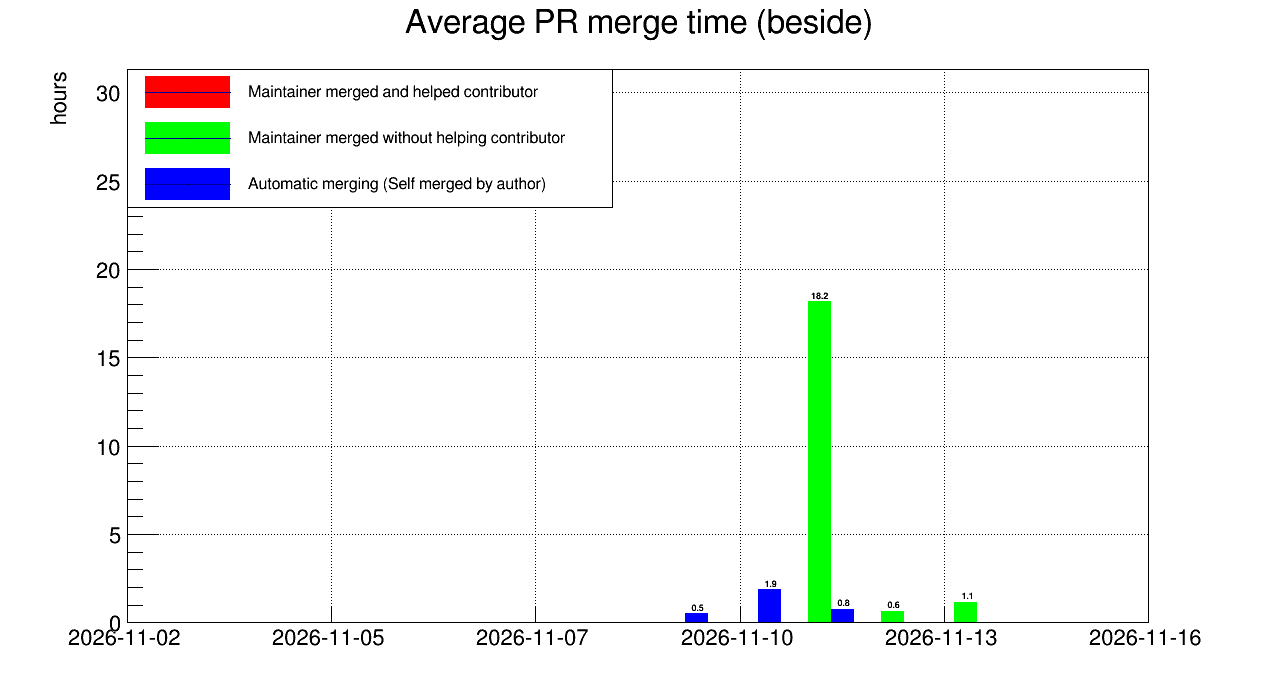 Average PR merge time (beside)
hours
30
25
20
15
10
5
0
Maintainer merged and helped contributor
Maintainer merged without helping contributor
Automatic merging (Self merged by author)
18.2
1.9
0.5
0.8
0.6
1.1
2026-11-02 2026-11-05 2026-11-07 2026-11-10 2026-11-13 2026-11-16